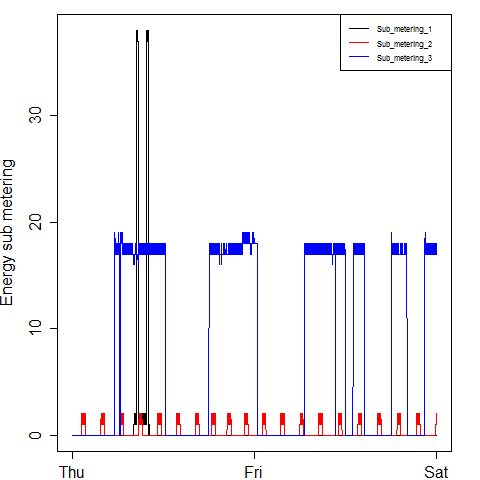 Sub_metering_1
Sub_metering_2
Sub_metering_3
Energy sub metering
30
20
10
0
Thu
Fri
Sat